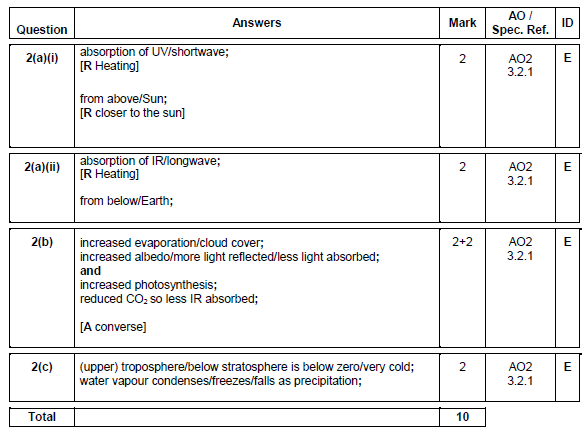 Question Answers Mark AO / Spec. Ref. ID
2(a)(i) absorption of UV/shortwave; 2 AO2 E
[R Heating] 3.2.1
from above/Sun;
[R closer to the sun]
2(a)(ii) absorption of IR/longwave; 2 AO2 E
[R Heating] 3.2.1
from below/Earth;
2(b) increased evaporation/cloud cover; 2+2 AO2 E
increased albedo/more light reflected/less light absorbed; 3.2.1
and
increased photosynthesis;
reduced CO₂ so less IR absorbed;
[A converse]
2(c) (upper) troposphere/below stratosphere is below zero/very cold; 2 AO2 E
water vapour condenses/freezes/falls as precipitation; 3.2.1
Total 10